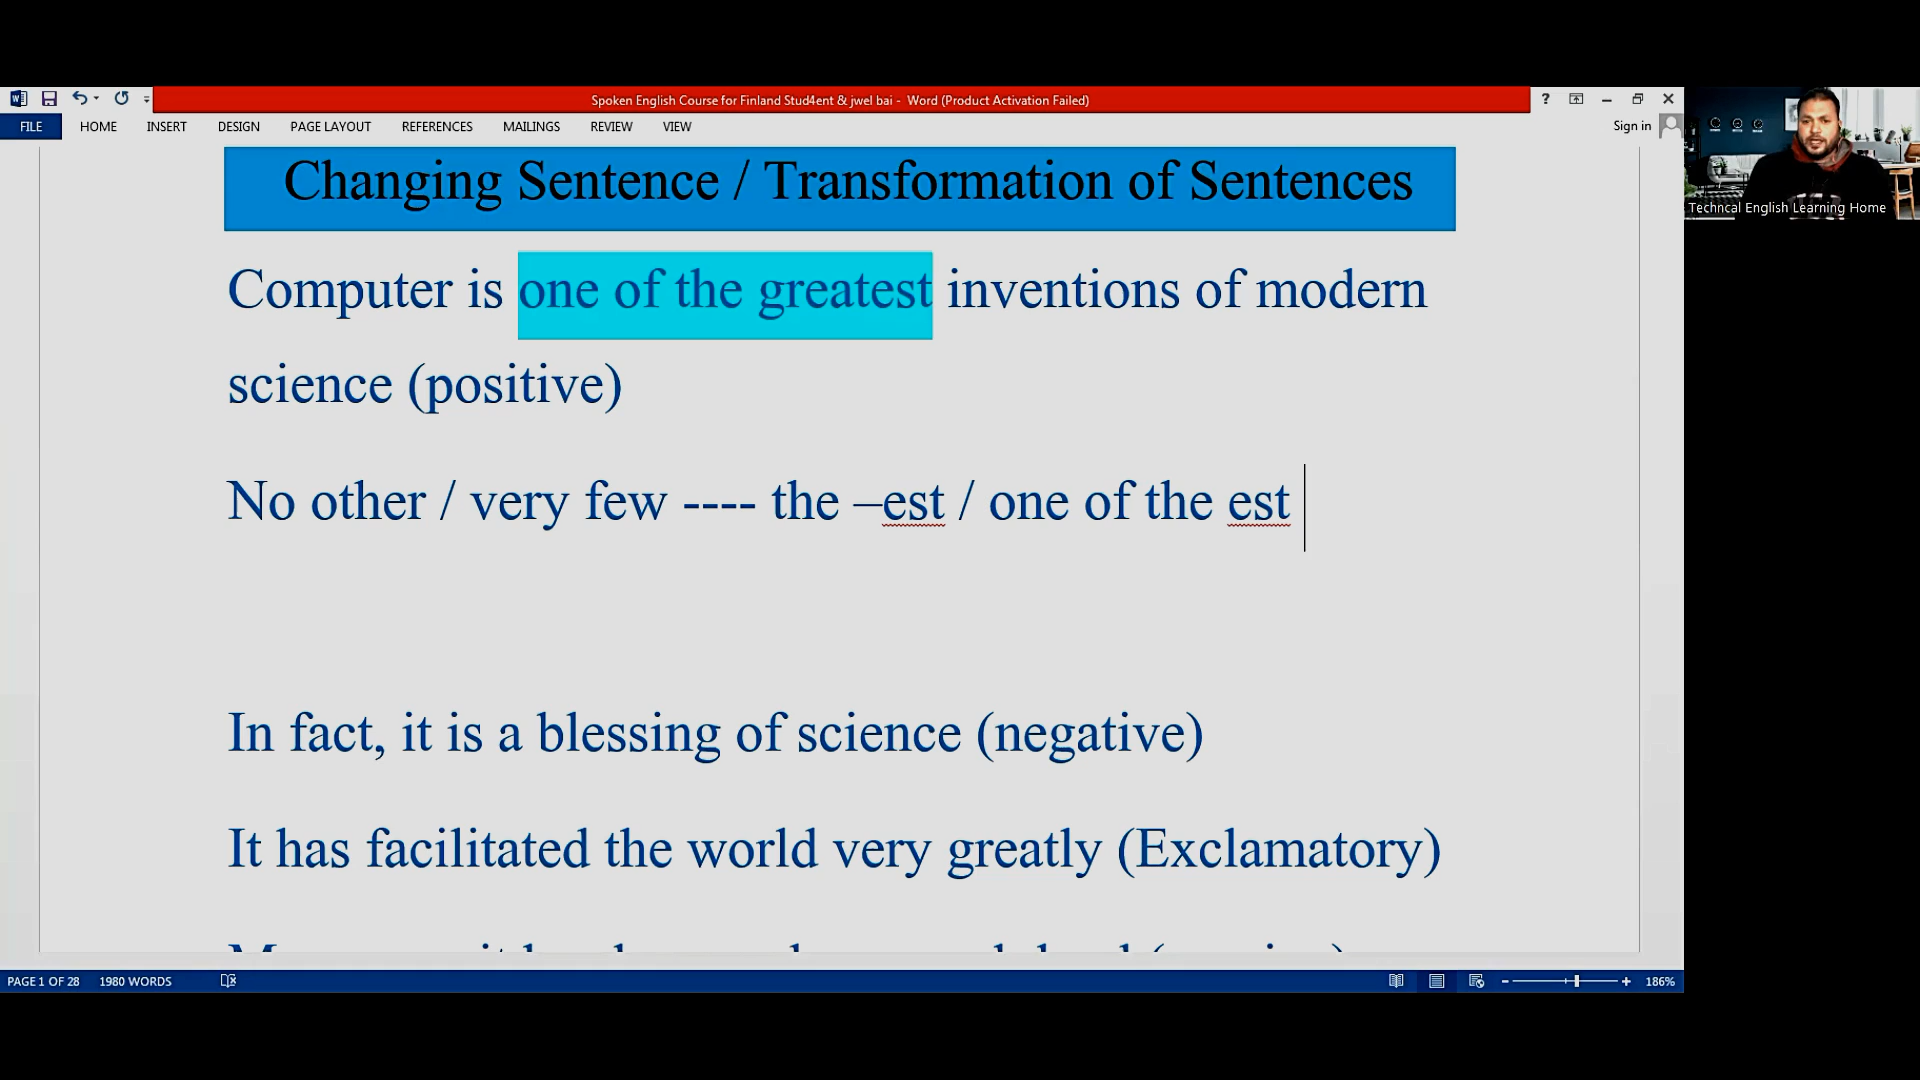 Spoken English Course for Finland Stud4ent & jwel bai - Word (Product Activation Failed)
?
FILE HOME INSERT DESIGN PAGE LAYOUT REFERENCES MAILINGS REVIEW VIEW Sign in
Changing Sentence / Transformation of Sentences
Computer is one of the greatest inventions of modern
science (positive)
No other / very few ---- the –est / one of the est
In fact, it is a blessing of science (negative)
It has facilitated the world very greatly (Exclamatory)
Techncal English Learning Home
PAGE 1 OF 28 1980 WORDS 186%